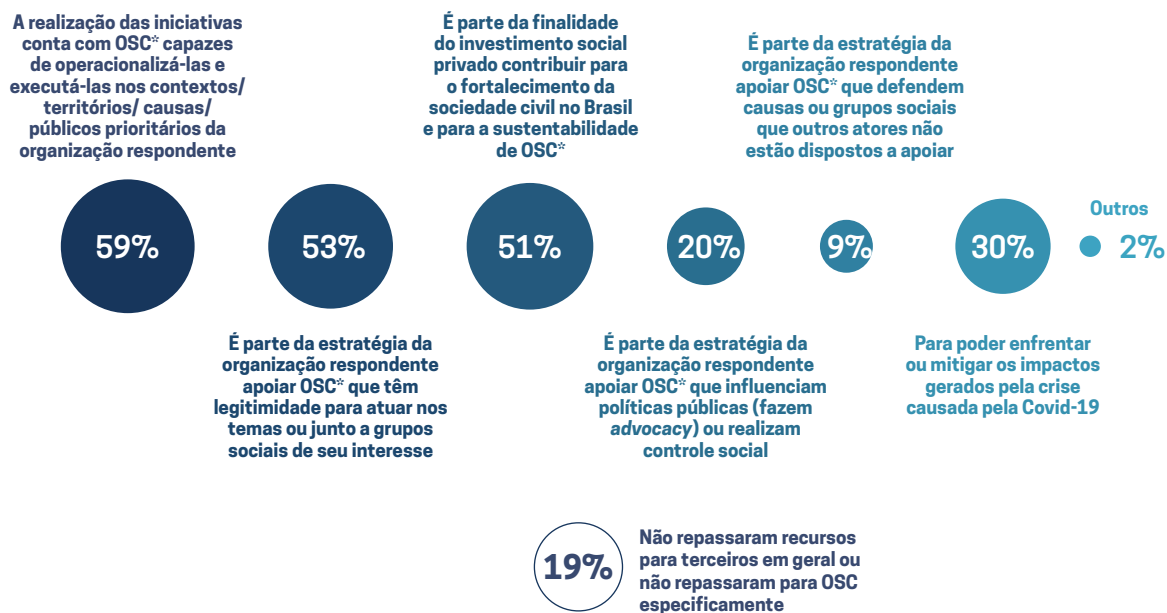 A realização das iniciativas
conta com OSC* capazes
de operacionalizá-las e
executá-las nos contextos/
territórios/ causas/
públicos prioritários da
organização respondente
É parte da finalidade
do investimento social
privado contribuir para
o fortalecimento da
sociedade civil no Brasil
e para a sustentabilidade
de OSC*
É parte da estratégia da
organização respondente
apoiar OSC* que defendem
causas ou grupos sociais
que outros atores não
estão dispostos a apoiar
Outros
59%
53%
51%
20%
9%
30%
2%
É parte da estratégia da
organização respondente
apoiar OSC* que têm
legitimidade para atuar nos
temas ou junto a grupos
sociais de seu interesse
É parte da estratégia da
organização respondente
apoiar OSC* que influenciam
políticas públicas (fazem
advocacy) ou realizam
controle social
Para poder enfrentar
ou mitigar os impactos
gerados pela crise
causada pela Covid-19
19%
Não repassaram recursos
para terceiros em geral ou
não repassaram para OSC
especificamente